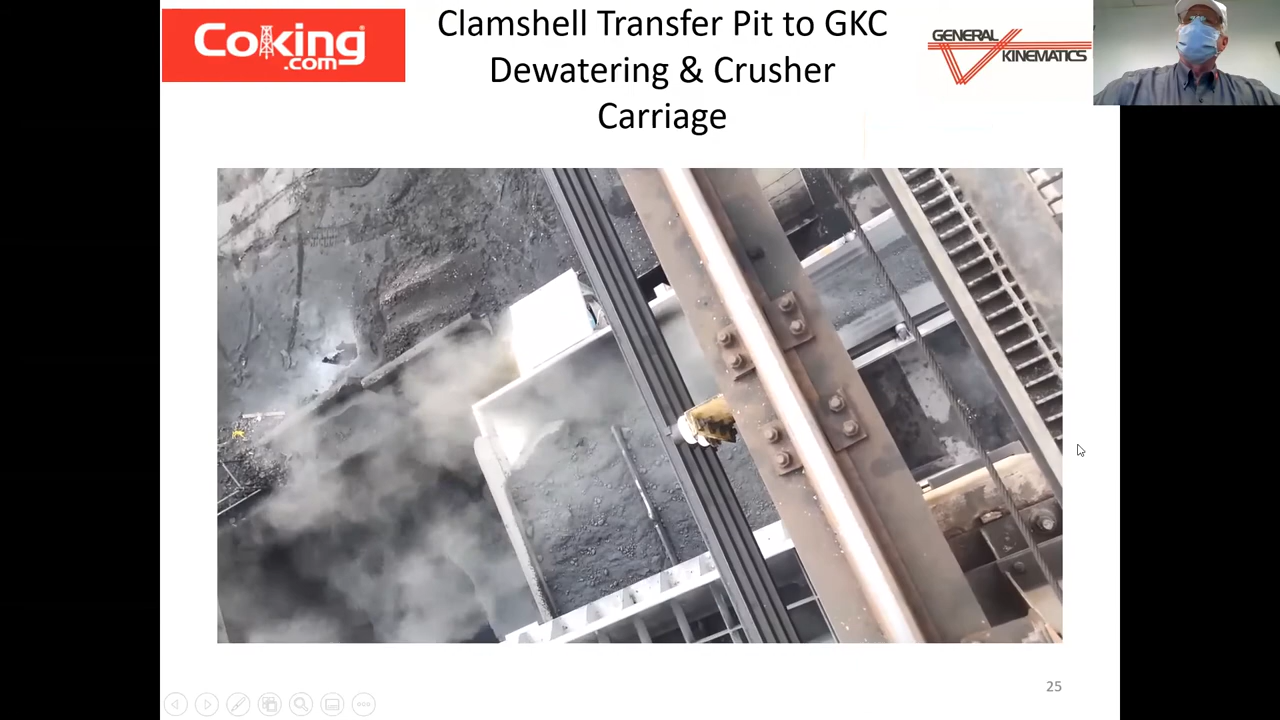 Coking
.com
Clamshell Transfer Pit to GKC
Dewatering & Crusher
Carriage
GENERAL
KINEMATICS
25